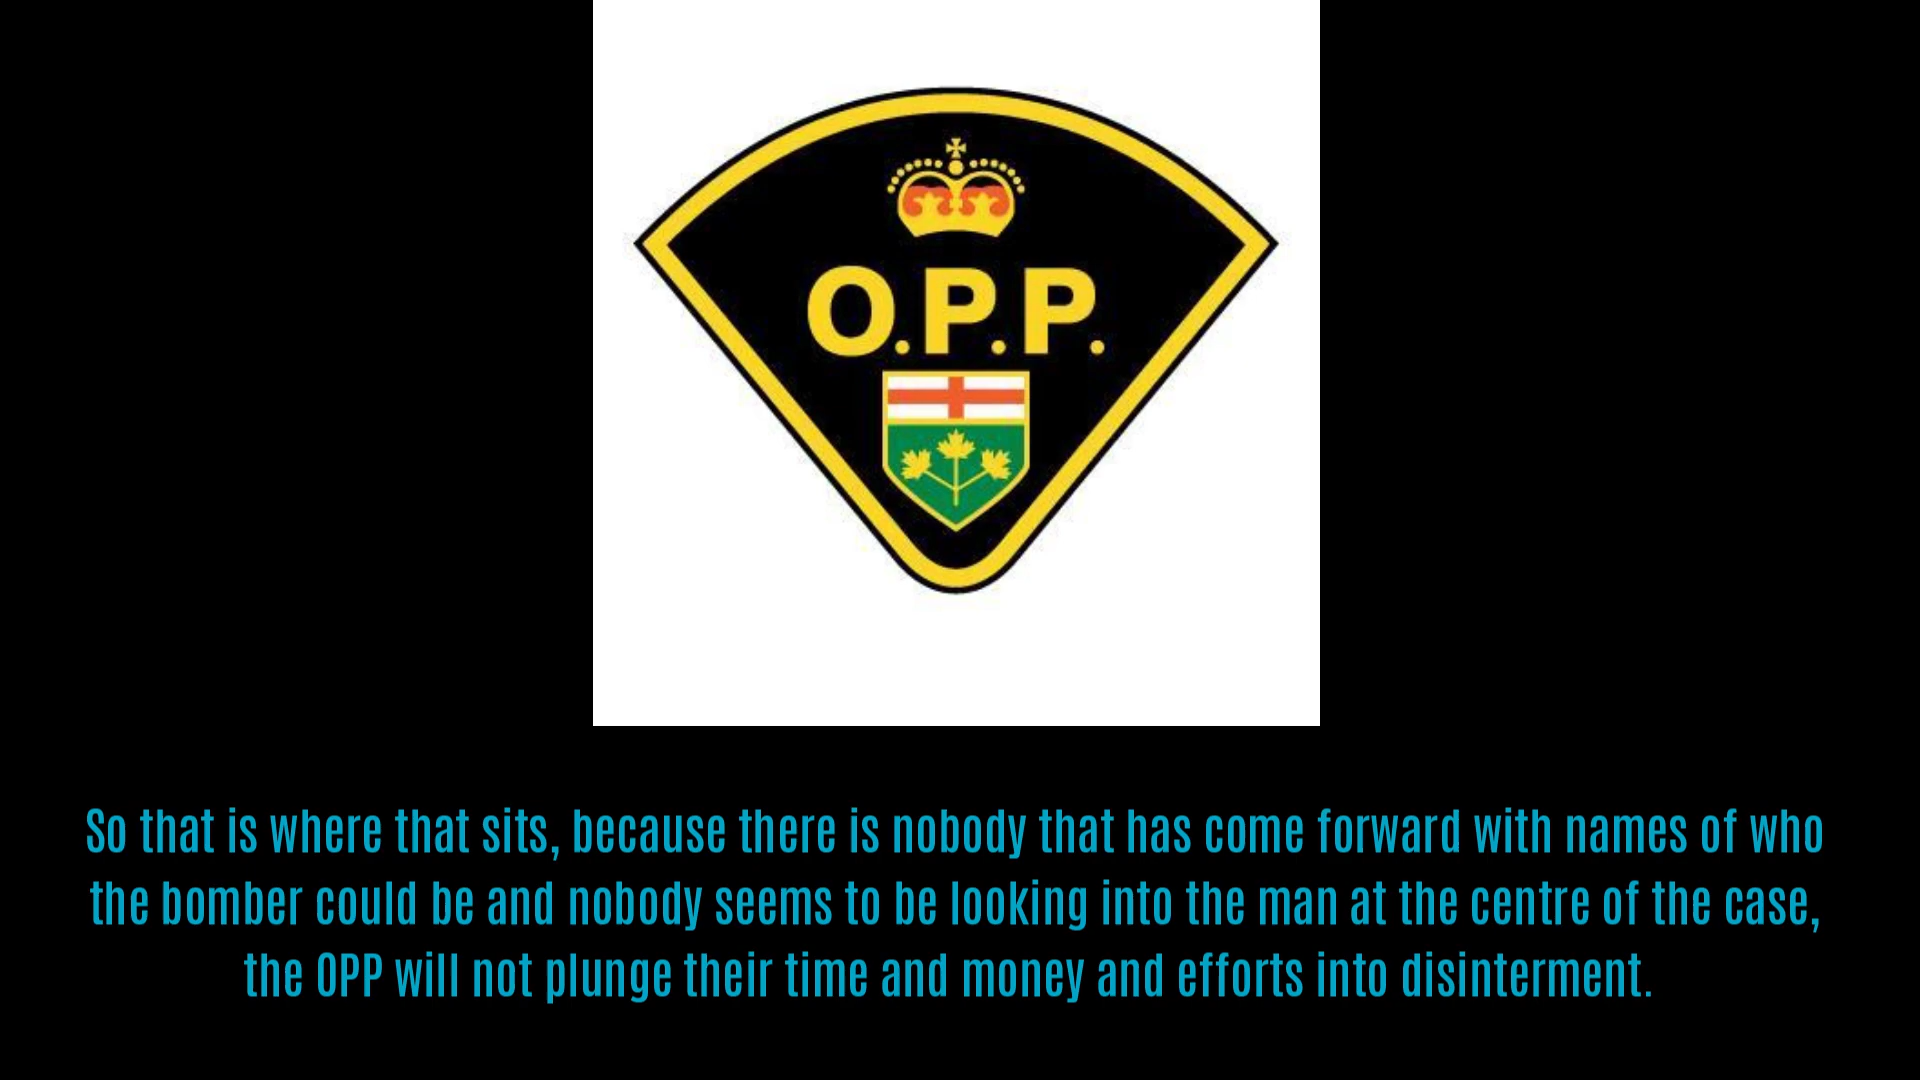 O.P.P.
So that is where that sits, because there is nobody that has come forward with names of who
the bomber could be and nobody seems to be looking into the man at the centre of the case,
the OPP will not plunge their time and money and efforts into disinterment.